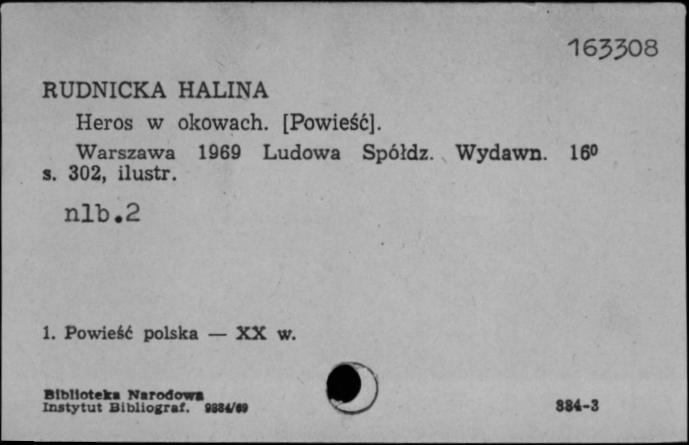 163308
RUDNICKA HALINA
Heros w okowach. [Powieść].
Warszawa 1969 Ludowa Spółdz. Wydawn. 16⁰
s. 302, ilustr.
nlb.2
1. Powieść polska — XX w.
Biblioteka Narodowa
Instytut Bibliograf. 9884/69
884-3